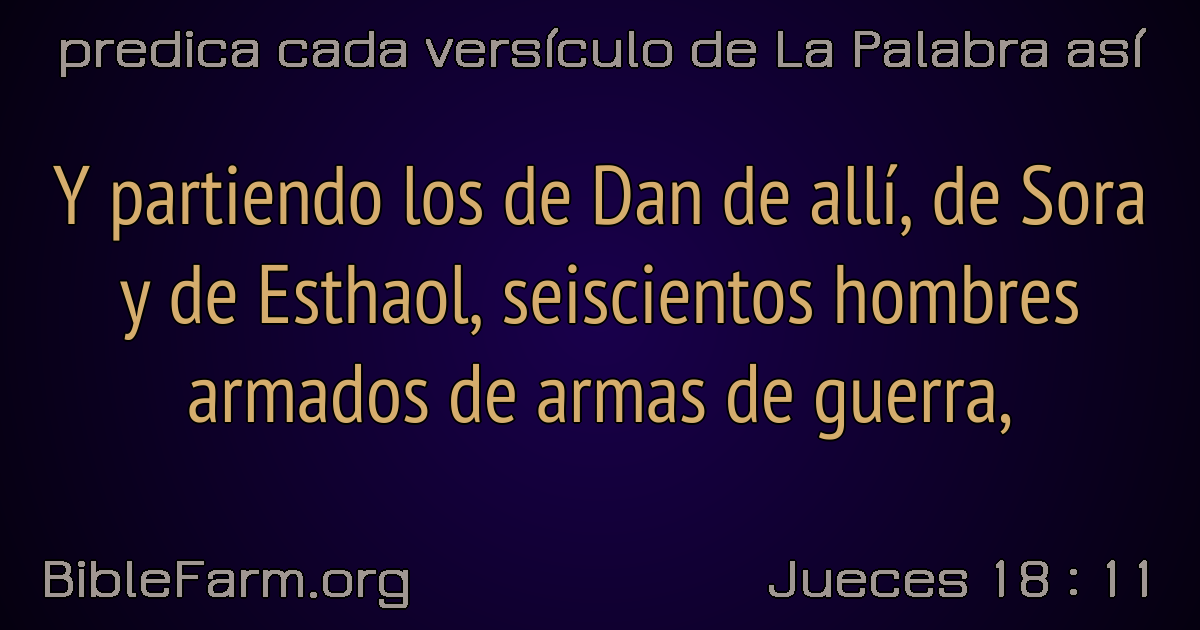 predica cada versículo de La Palabra así
Y partiendo los de Dan de allí, de Sora
y de Esthaol, seiscientos hombres
armados de armas de guerra,
BibleFarm.org
Jueces 18 : 11